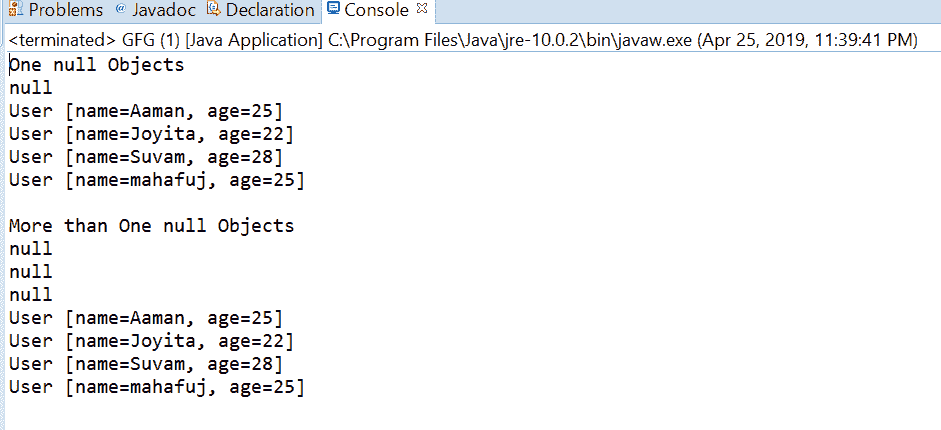 Problems @ Javadoc Declaration Console
<terminated> GFG (1) [Java Application] C:\Program Files\Java\jre-10.0.2\bin\javaw.exe (Apr 25, 2019, 11:39:41 PM)
One null Objects
null
User [name=Aaman, age=25]
User [name=Joyita, age=22]
User [name=Suvam, age=28]
User [name=mahafuj, age=25]
More than One null Objects
null
null
null
User [name=Aaman, age=25]
User [name=Joyita, age=22]
User [name=Suvam, age=28]
User [name=mahafuj, age=25]